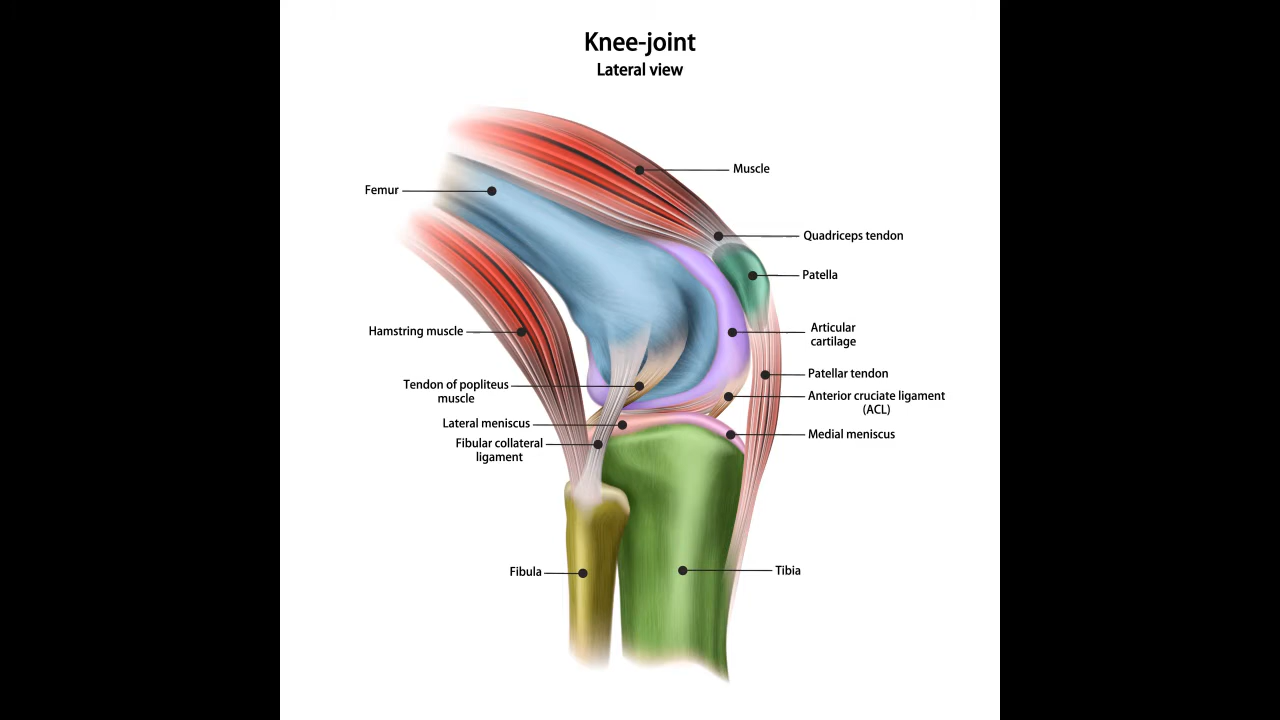 Knee-joint
Lateral view
Muscle
Femur
Quadriceps tendon
Patella
Hamstring muscle
Articular
cartilage
Patellar tendon
Tendon of popliteus
muscle
Anterior cruciate ligament
(ACL)
Lateral meniscus
Medial meniscus
Fibular collateral
ligament
Fibula
Tibia